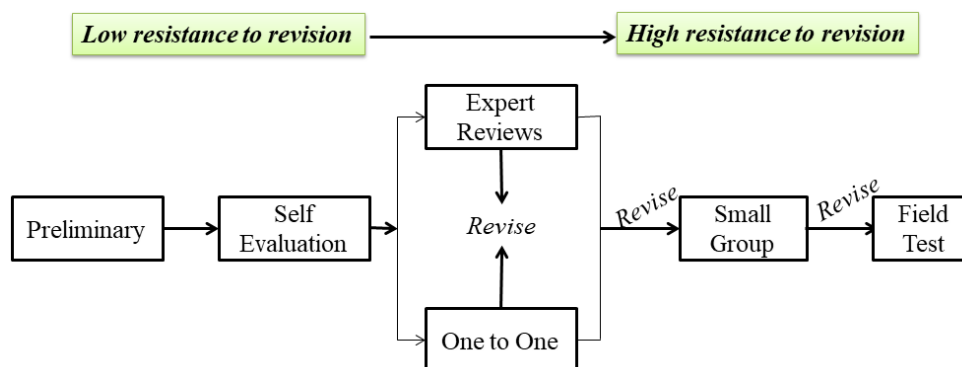 Low resistance to revision
High resistance to revision
Expert
Reviews
Preliminary
Self
Evaluation
Revise
Revise
Small
Group
Revise
Field
Test
One to One